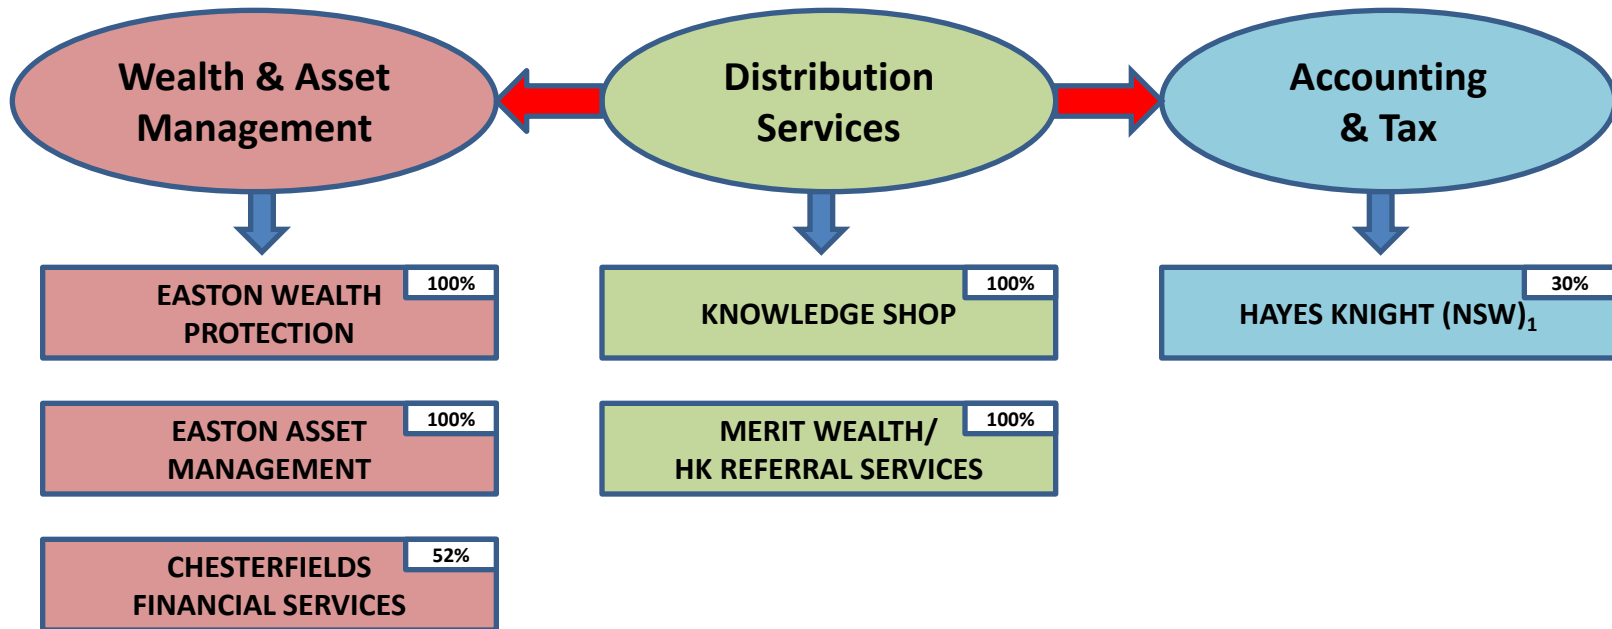 Wealth & Asset
Management
Distribution
Services
Accounting
& Tax
100%
EASTON WEALTH
PROTECTION
100%
KNOWLEDGE SHOP
30%
HAYES KNIGHT (NSW)1
100%
EASTON ASSET
MANAGEMENT
100%
MERIT WEALTH/
HK REFERRAL SERVICES
52%
CHESTERFIELDS
FINANCIAL SERVICES